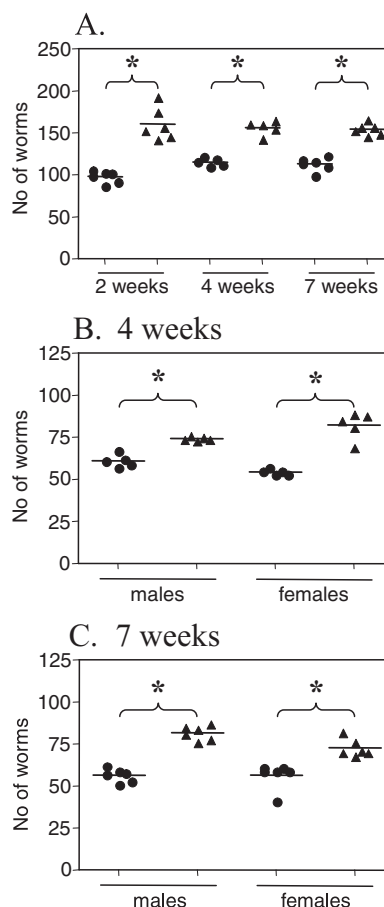 A.
No of worms
250
200
150
100
50
0
* * *
2 weeks 4 weeks 7 weeks
B. 4 weeks
No of worms
125
100
75
50
25
0
* *
males females
C. 7 weeks
No of worms
125
100
75
50
25
0
* *
males females